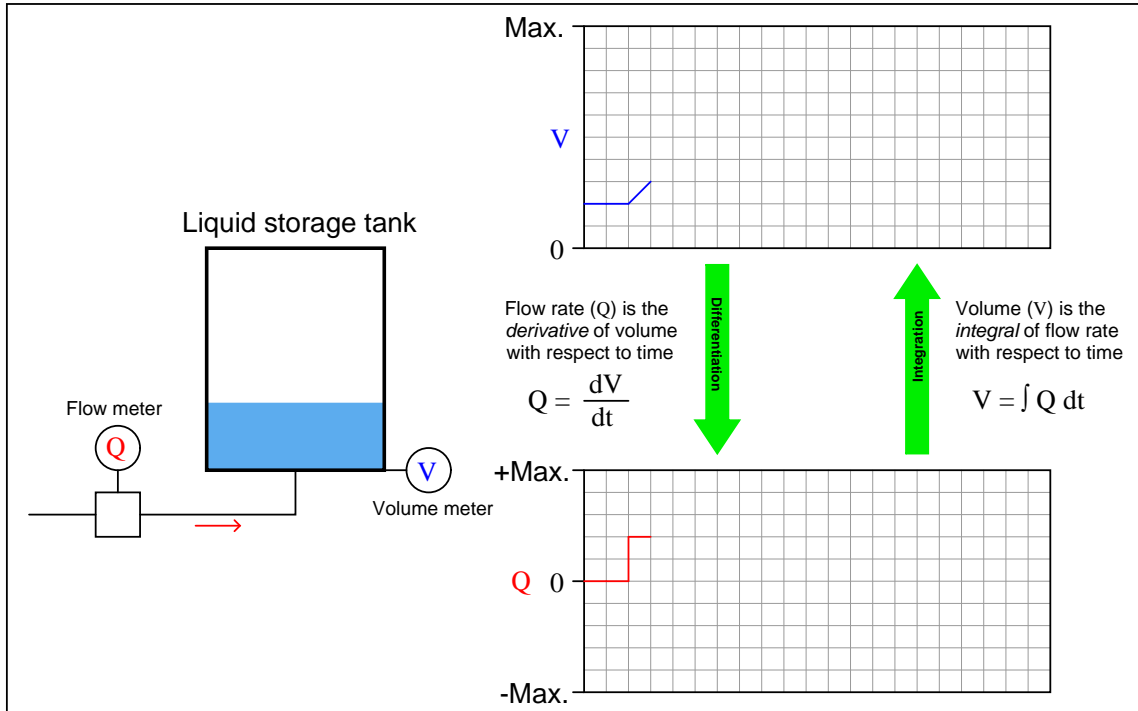 Max.
V
0
Liquid storage tank
Flow meter
Q
V
Volume meter
Flow rate (Q) is the
derivative of volume
with respect to time
Q = dV/dt
Differentiation
Integration
Volume (V) is the
integral of flow rate
with respect to time
V = ∫ Q dt
+Max.
Q 0
-Max.